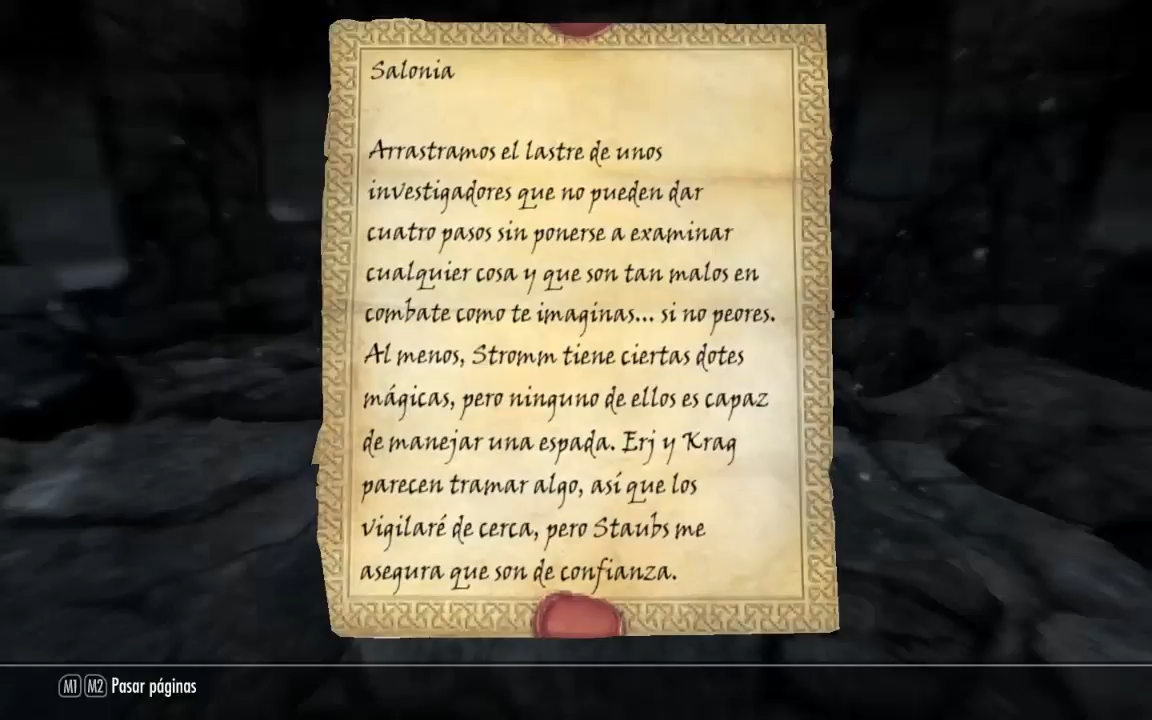 Salonia
Arrastramos el lastre de unos
investigadores que no pueden dar
cuatro pasos sin ponerse a examinar
cualquier cosa y que son tan malos en
combate como te imaginas... si no peores.
Al menos, Stromm tiene ciertas dotes
mágicas, pero ninguno de ellos es capaz
de manejar una espada. Erj y Krag
parecen tramar algo, así que los
vigilaré de cerca, pero Staubs me
asegura que son de confianza.
M1 M2 Pasar páginas